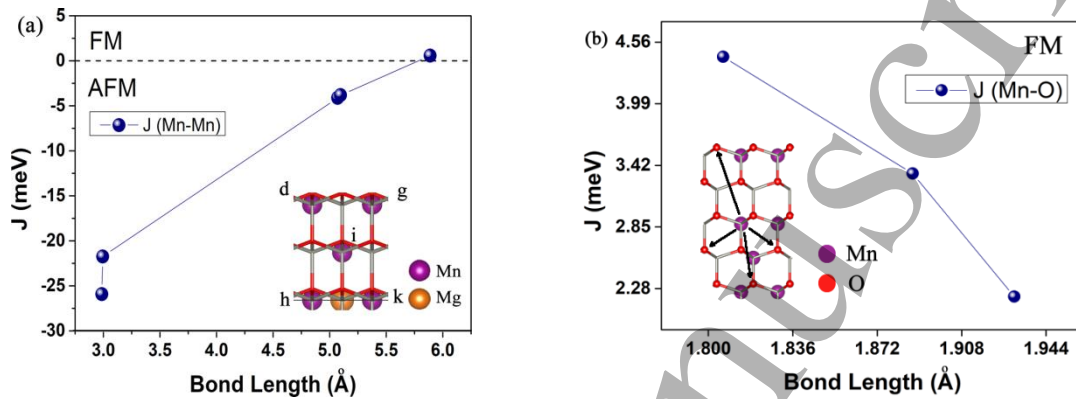 (a)
5
0
-5
-10
-15
-20
-25
-30
J (meV)
FM
AFM
J (Mn-Mn)
d
g
i
h
k
Mn
Mg
3.0
3.5
4.0
4.5
5.0
5.5
6.0
Bond Length (Å)
(b)
4.56
3.99
3.42
2.85
2.28
J (meV)
FM
J (Mn-O)
Mn
O
1.800
1.836
1.872
1.908
1.944
Bond Length (Å)